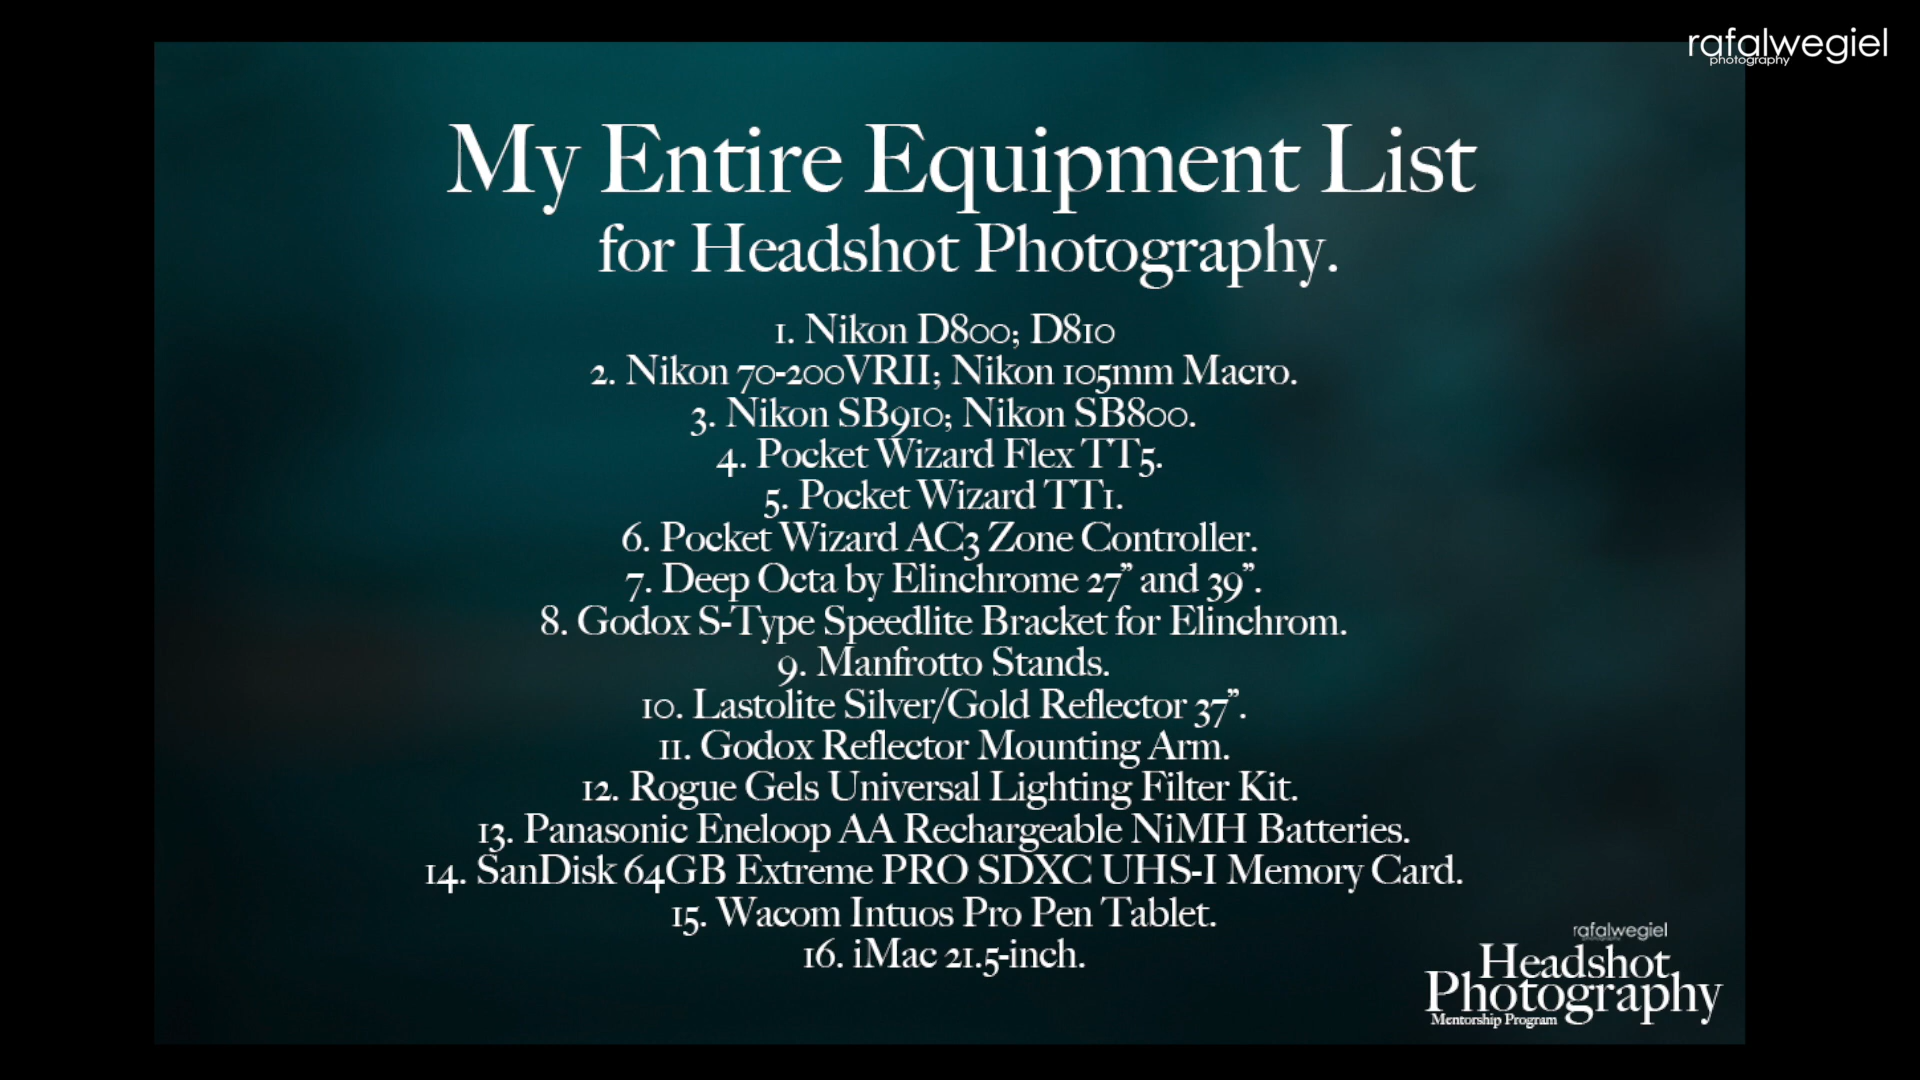 rafalwegiel
photography
My Entire Equipment List
for Headshot Photography.
1. Nikon D800; D810
2. Nikon 70-200VRII; Nikon 105mm Macro.
3. Nikon SB910; Nikon SB800.
4. Pocket Wizard Flex TT5.
5. Pocket Wizard TT1.
6. Pocket Wizard AC3 Zone Controller.
7. Deep Octa by Elinchrome 27” and 39”.
8. Godox S-Type Speedlite Bracket for Elinchrom.
9. Manfrotto Stands.
10. Lastolite Silver/Gold Reflector 37”.
11. Godox Reflector Mounting Arm.
12. Rogue Gels Universal Lighting Filter Kit.
13. Panasonic Eneloop AA Rechargeable NiMH Batteries.
14. SanDisk 64GB Extreme PRO SDXC UHS-I Memory Card.
15. Wacom Intuos Pro Pen Tablet.
16. iMac 21.5-inch.
rafalwegiel
Headshot
Photography
Mentorship Program